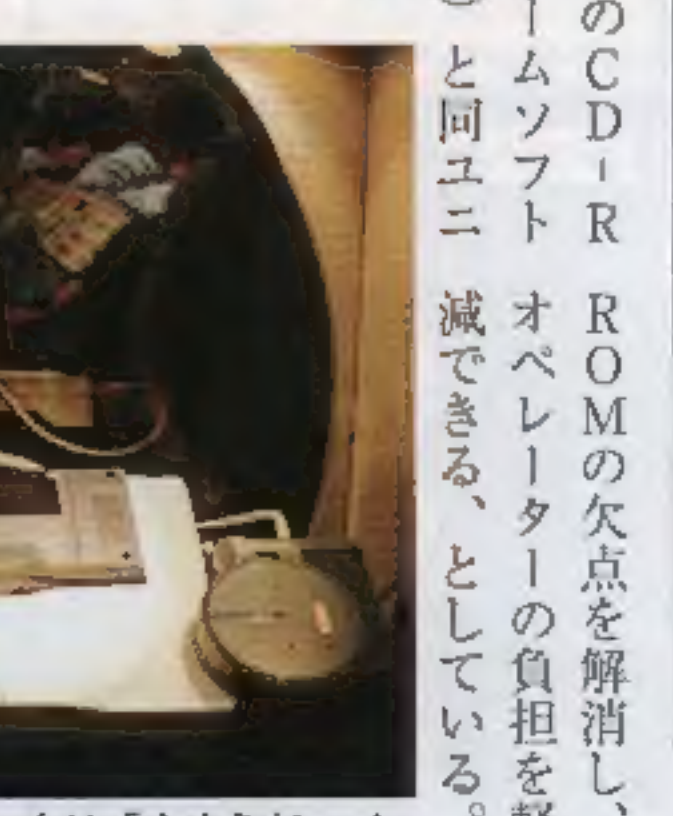 のCD-R
ームソフト
と同ユニ
ROMの欠点を解消し、
オペレーターの負担を軽
減できる、としている。